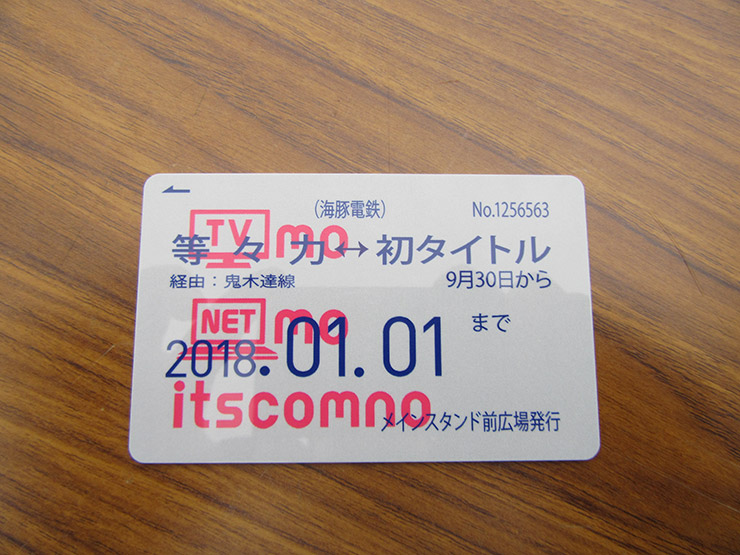 (海豚電鉄) No.1256563
TV mo
等々力↔初タイトル
経由：鬼木達線 9月30日から
NET mo
2018.01.01 まで
itscomno
メインスタンド前広場発行